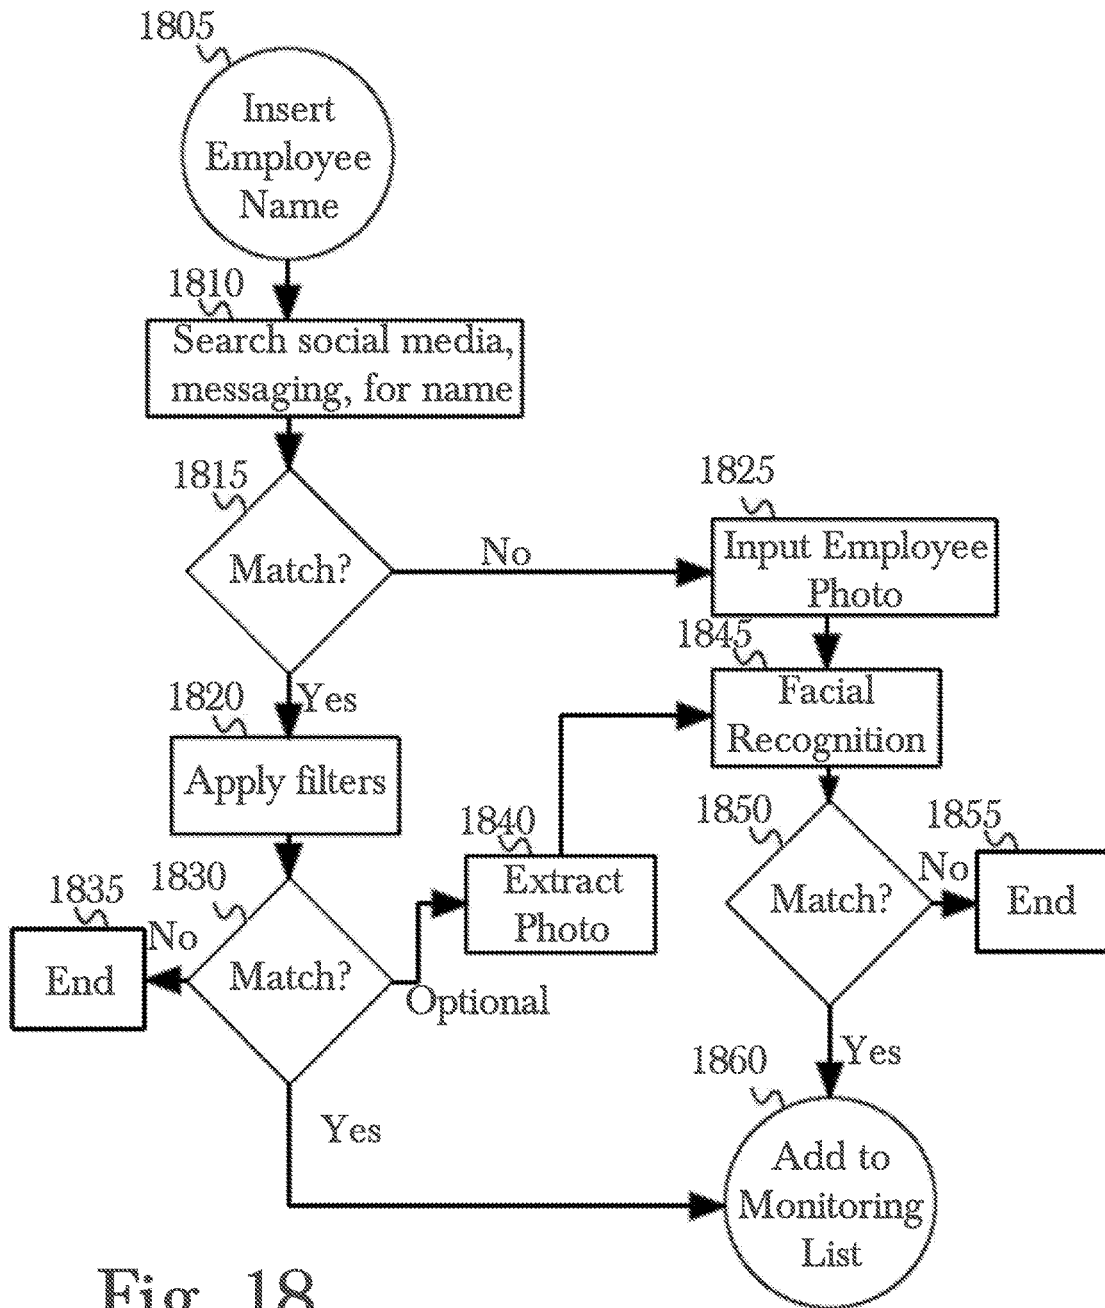 1805
Insert
Employee
Name
1810
Search social media,
messaging, for name
1815
Match?
No
1825
Input Employee
Photo
1845
Facial
Recognition
Yes
1820
Apply filters
1840
Extract
Photo
1850
Match?
No
1855
End
1835
End
No
1830
Match?
Optional
Yes
Yes
1860
Add to
Monitoring
List
Fig. 18